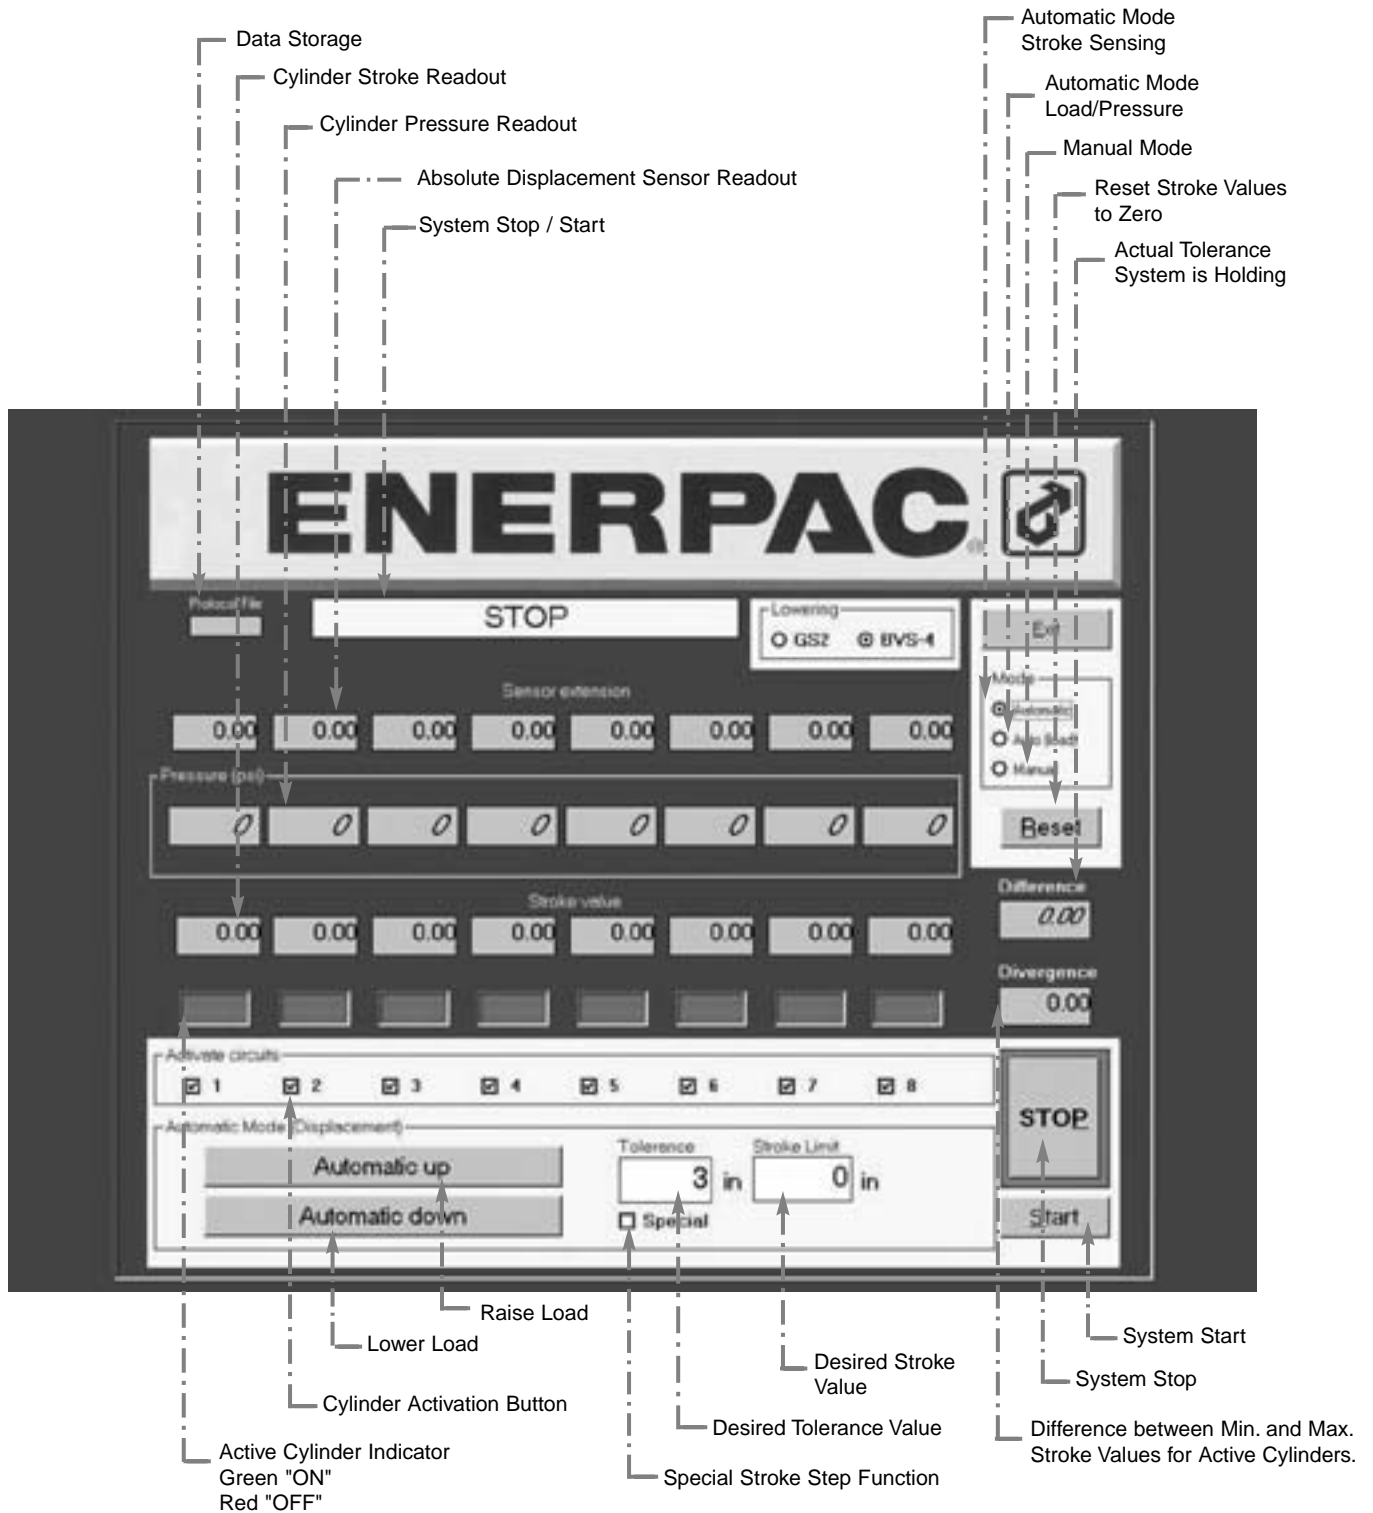 Automatic Mode
Stroke Sensing
Data Storage
Cylinder Stroke Readout
Automatic Mode
Load/Pressure
Cylinder Pressure Readout
Manual Mode
Absolute Displacement Sensor Readout
Reset Stroke Values
to Zero
System Stop / Start
Actual Tolerance
System is Holding
ENERPAC
®
Protocol File
STOP
Lowering
GS2 BVS-4
Exit
Sensor extension
Mode
Automatic
Auto load!
Manual
0.00 0.00 0.00 0.00 0.00 0.00 0.00 0.00
Pressure (psi)
0 0 0 0 0 0 0 0
Reset
Difference
0.00
Stroke value
0.00 0.00 0.00 0.00 0.00 0.00 0.00 0.00
Divergence
0.00
Activate circuits
1 2 3 4 5 6 7 8
STOP
Automatic Mode (Displacement)
Automatic up
Automatic down
Tolerence
3 in
Stroke Limit
0 in
Special
Start
Raise Load
Lower Load
System Start
Desired Stroke
Value
System Stop
Cylinder Activation Button
Desired Tolerance Value
Difference between Min. and Max.
Stroke Values for Active Cylinders.
Active Cylinder Indicator
Green "ON"
Red "OFF"
Special Stroke Step Function